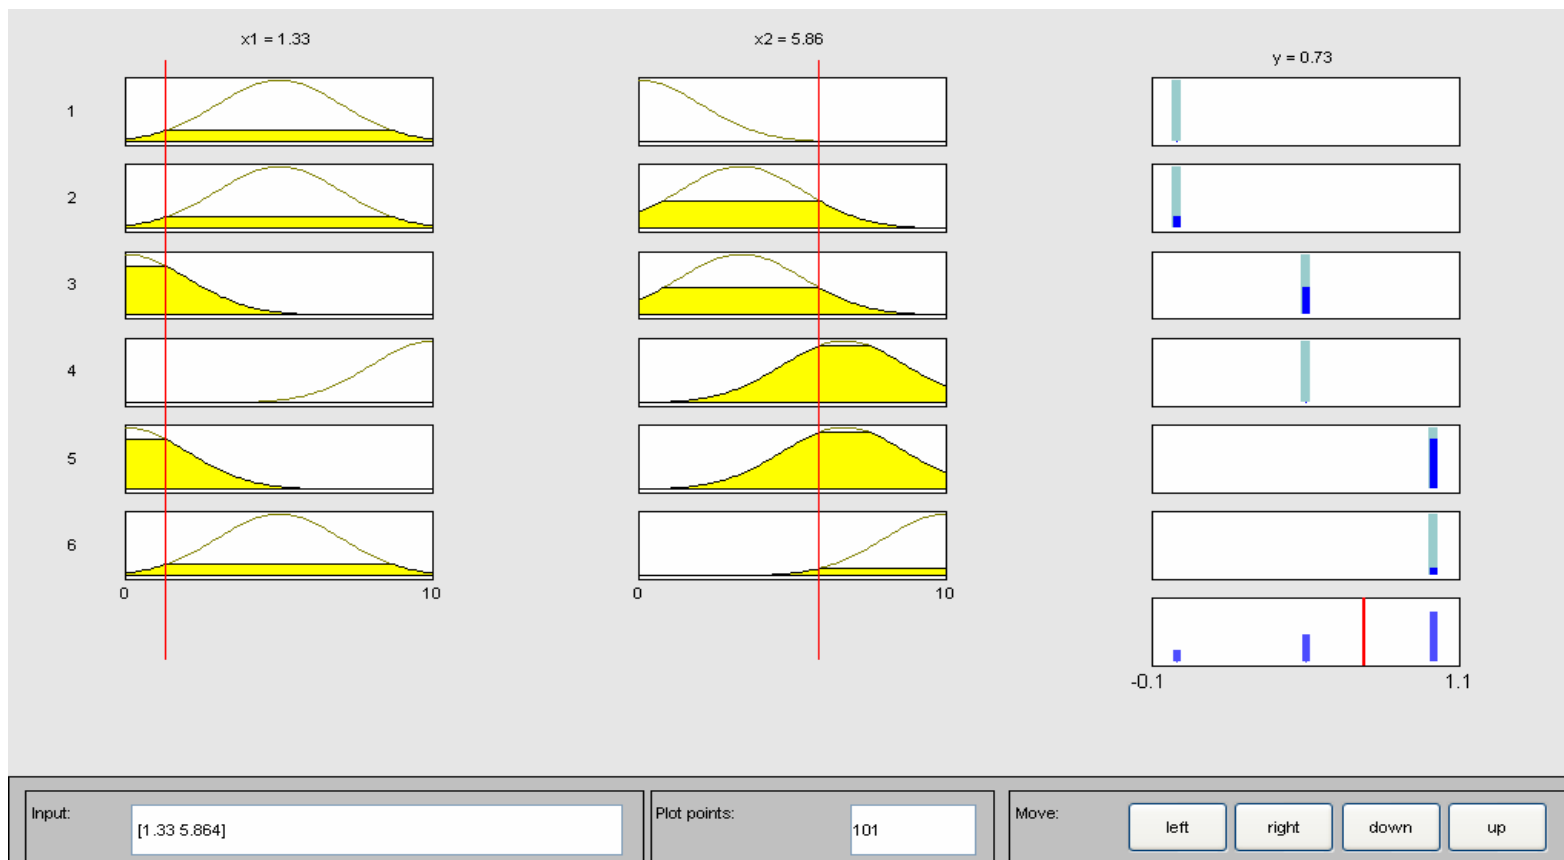 x1 = 1.33
x2 = 5.86
y = 0.73
1
2
3
4
5
6
0
10
0
10
-0.1
1.1
Input:
[1.33 5.864]
Plot points:
101
Move:
left
right
down
up